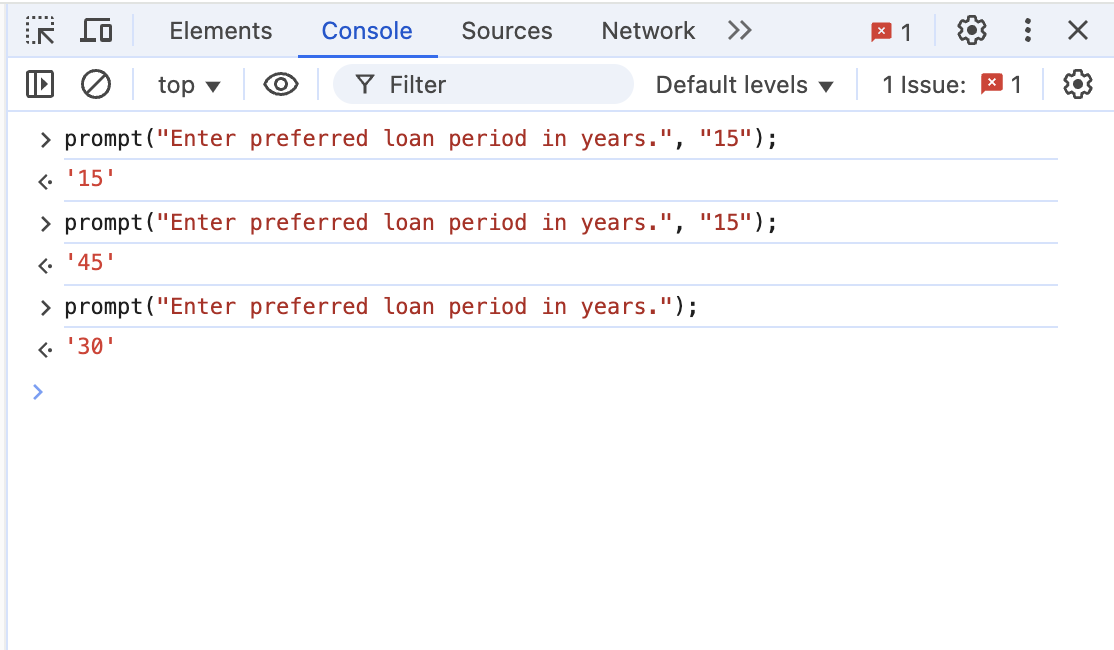 Elements Console Sources Network 1
top Filter Default levels 1 Issue: 1
prompt("Enter preferred loan period in years.", "15");
'15'
prompt("Enter preferred loan period in years.", "15");
'45'
prompt("Enter preferred loan period in years.");
'30'